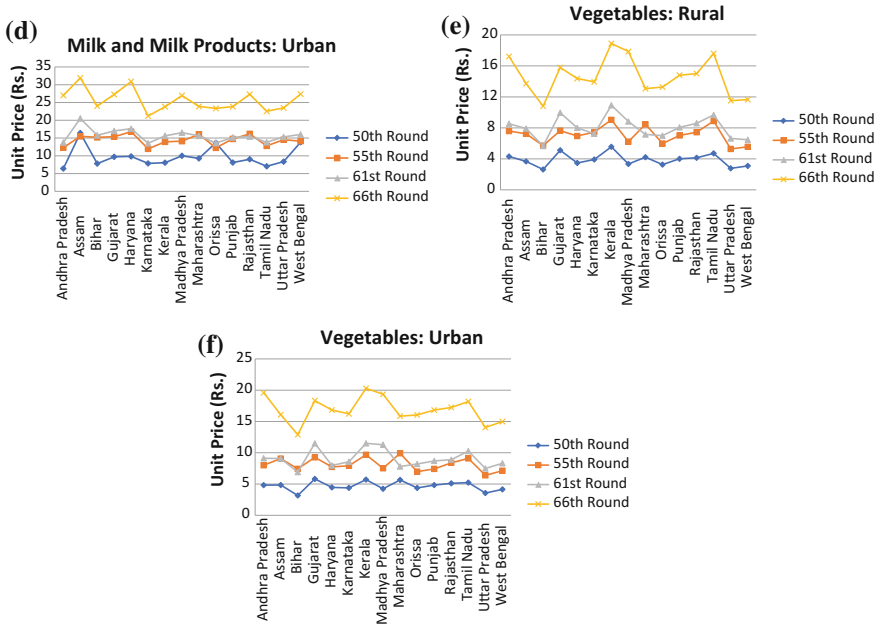 (d)
Milk and Milk Products: Urban
Unit Price (Rs.)
35
30
25
20
15
10
5
0
Andhra Pradesh
Assam
Bihar
Gujarat
Haryana
Karnataka
Kerala
Madhya Pradesh
Maharashtra
Orissa
Punjab
Rajasthan
Tamil Nadu
Uttar Pradesh
West Bengal
50th Round
55th Round
61st Round
66th Round
(e)
Vegetables: Rural
Unit Price (Rs.)
20
16
12
8
4
0
Andhra Pradesh
Assam
Bihar
Gujarat
Haryana
Karnataka
Kerala
Madhya Pradesh
Maharashtra
Orissa
Punjab
Rajasthan
Tamil Nadu
Uttar Pradesh
West Bengal
50th Round
55th Round
61st Round
66th Round
(f)
Vegetables: Urban
Unit Price (Rs.)
25
20
15
10
5
0
Andhra Pradesh
Assam
Bihar
Gujarat
Haryana
Karnataka
Kerala
Madhya Pradesh
Maharashtra
Orissa
Punjab
Rajasthan
Tamil Nadu
Uttar Pradesh
West Bengal
50th Round
55th Round
61st Round
66th Round